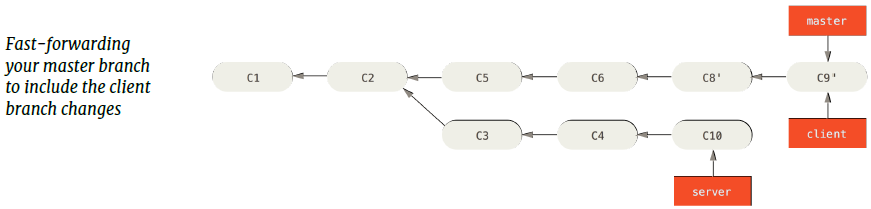 Fast-forwarding
your master branch
to include the client
branch changes
master
C1 C2 C5 C6 C8' C9'
C3 C4 C10
client
server